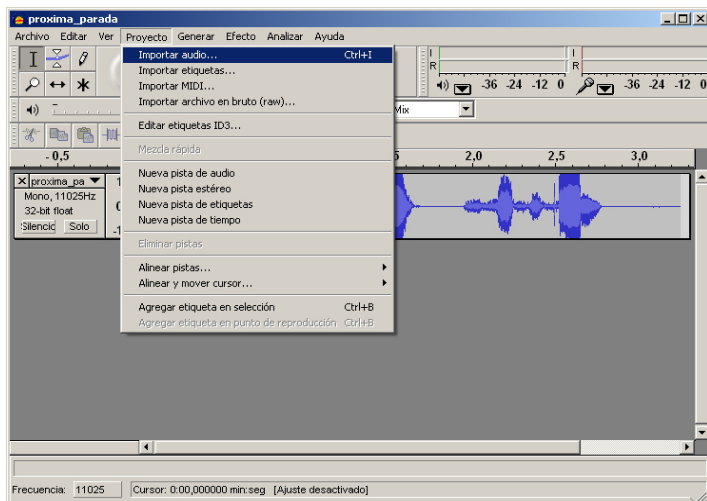 proxima_parada
Archivo Editar Ver Proyecto Generar Efecto Analizar Ayuda
Importar audio... Ctrl+I
Importar etiquetas...
Importar MIDI...
Importar archivo en bruto (raw)...
Editar etiquetas ID3...
Mezcla rápida
Nueva pista de audio
Nueva pista estéreo
Nueva pista de etiquetas
Nueva pista de tiempo
Eliminar pistas
Alinear pistas...
Alinear y mover cursor...
Agregar etiqueta en selección Ctrl+B
Agregar etiqueta en punto de reproducción Ctrl+B
L
R
-36 -24 -12 0
L
R
-36 -24 -12 0
Mix
- 0,5 5 2,0 2,5 3,0
proxima_pa
Mono, 11025Hz
32-bit float
Silencio Solo
Frecuencia: 11025 Cursor: 0:00,000000 min:seg [Ajuste desactivado]